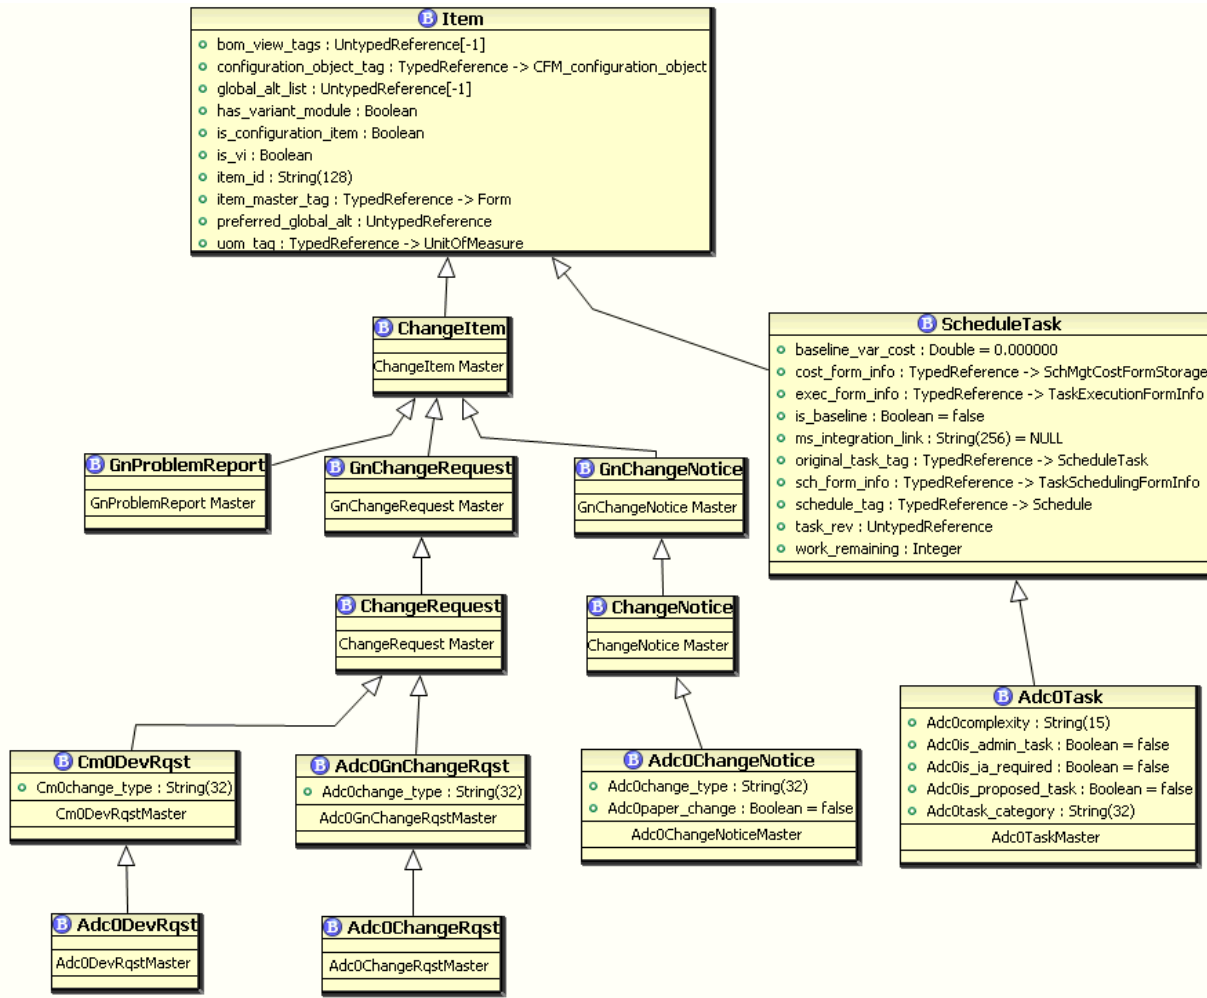 B Item
bom_view_tags : UntypedReference[-1]
configuration_object_tag : TypedReference -> CFM_configuration_object
global_alt_list : UntypedReference[-1]
has_variant_module : Boolean
is_configuration_item : Boolean
is_vi : Boolean
item_id : String(128)
item_master_tag : TypedReference -> Form
preferred_global_alt : UntypedReference
uom_tag : TypedReference -> UnitOfMeasure
B ChangeItem
ChangeItem Master
B ScheduleTask
baseline_var_cost : Double = 0.000000
cost_form_info : TypedReference -> SchMgtCostFormStorage
exec_form_info : TypedReference -> TaskExecutionFormInfo
is_baseline : Boolean = false
ms_integration_link : String(256) = NULL
original_task_tag : TypedReference -> ScheduleTask
sch_form_info : TypedReference -> TaskSchedulingFormInfo
schedule_tag : TypedReference -> Schedule
task_rev : UntypedReference
work_remaining : Integer
B GnProblemReport
GnProblemReport Master
B GnChangeRequest
GnChangeRequest Master
B GnChangeNotice
GnChangeNotice Master
B ChangeRequest
ChangeRequest Master
B ChangeNotice
ChangeNotice Master
B Cm0DevRqst
Cm0change_type : String(32)
Cm0DevRqstMaster
B Adc0GnChangeRqst
Adc0change_type : String(32)
Adc0GnChangeRqstMaster
B Adc0ChangeNotice
Adc0change_type : String(32)
Adc0paper_change : Boolean = false
Adc0ChangeNoticeMaster
B Adc0Task
Adc0complexity : String(15)
Adc0is_admin_task : Boolean = false
Adc0is_ia_required : Boolean = false
Adc0is_proposed_task : Boolean = false
Adc0task_category : String(32)
Adc0TaskMaster
B Adc0DevRqst
Adc0DevRqstMaster
B Adc0ChangeRqst
Adc0ChangeRqstMaster